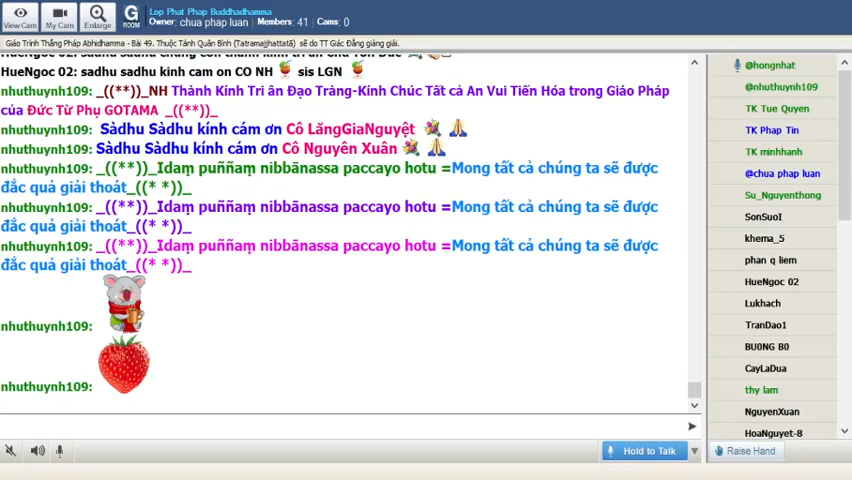 View Cam
My Cam
Enlarge
G
ROOM
Lop Phat Phap Buddhadhamma
Owner: chua phap luan Members: 41 Cams: 0
Giáo Trình Thắng Pháp Abhidhamma - Bài 49. Thuộc Tánh Quân Bình (Tatramajjhattatā) sẽ do TT Giác Đẳng giảng giải.
HueNgoc 02: sadhu sadhu kinh cam on CO NH sis LGN
nhuthuynh109: _((**))_NH Thành Kính Tri ân Đạo Tràng-Kính Chúc Tất cả An Vui Tiến Hóa trong Giáo Pháp
của Đức Từ Phụ GOTAMA _((**))_
nhuthuynh109: Sàdhu Sàdhu kính cám ơn Cô LăngGiaNguyệt
nhuthuynh109: Sàdhu Sàdhu kính cám ơn Cô Nguyên Xuân
nhuthuynh109: _((**))_Idaṃ puññaṃ nibbānassa paccayo hotu =Mong tất cả chúng ta sẽ được
đắc quả giải thoát_((* *))_
nhuthuynh109: _((**))_Idaṃ puññaṃ nibbānassa paccayo hotu =Mong tất cả chúng ta sẽ được
đắc quả giải thoát_((* *))_
nhuthuynh109: _((**))_Idaṃ puññaṃ nibbānassa paccayo hotu =Mong tất cả chúng ta sẽ được
đắc quả giải thoát_((* *))_
nhuthuynh109:
nhuthuynh109:
@hongnhat
@nhuthuynh109
TK Tue Quyen
TK Phap Tin
TK minhhanh
@chua phap luan
Su_Nguyenthong
SonSuoI
khema_5
phan q liem
HueNgoc 02
Lukhach
TranDao1
BU0NG B0
CayLaDua
thy lam
NguyenXuan
HoaNguyet-8
Hold to Talk
Raise Hand